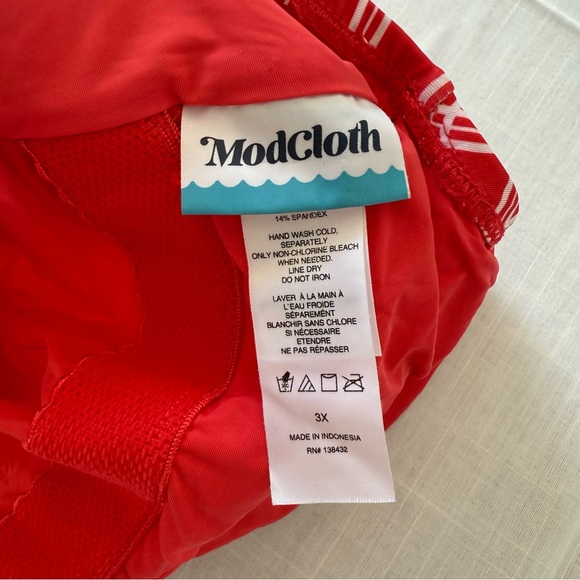 ModCloth
14% SPANDEX
HAND WASH COLD,
SEPARATELY
ONLY NON-CHLORINE BLEACH
WHEN NEEDED.
LINE DRY
DO NOT IRON
LAVER À LA MAIN À
L'EAU FROIDE
SÉPARÉMENT
BLANCHIR SANS CHLORE
SI NÉCESSAIRE
ETENDRE
NE PAS RÉPASSER
3X
MADE IN INDONESIA
RN# 138432